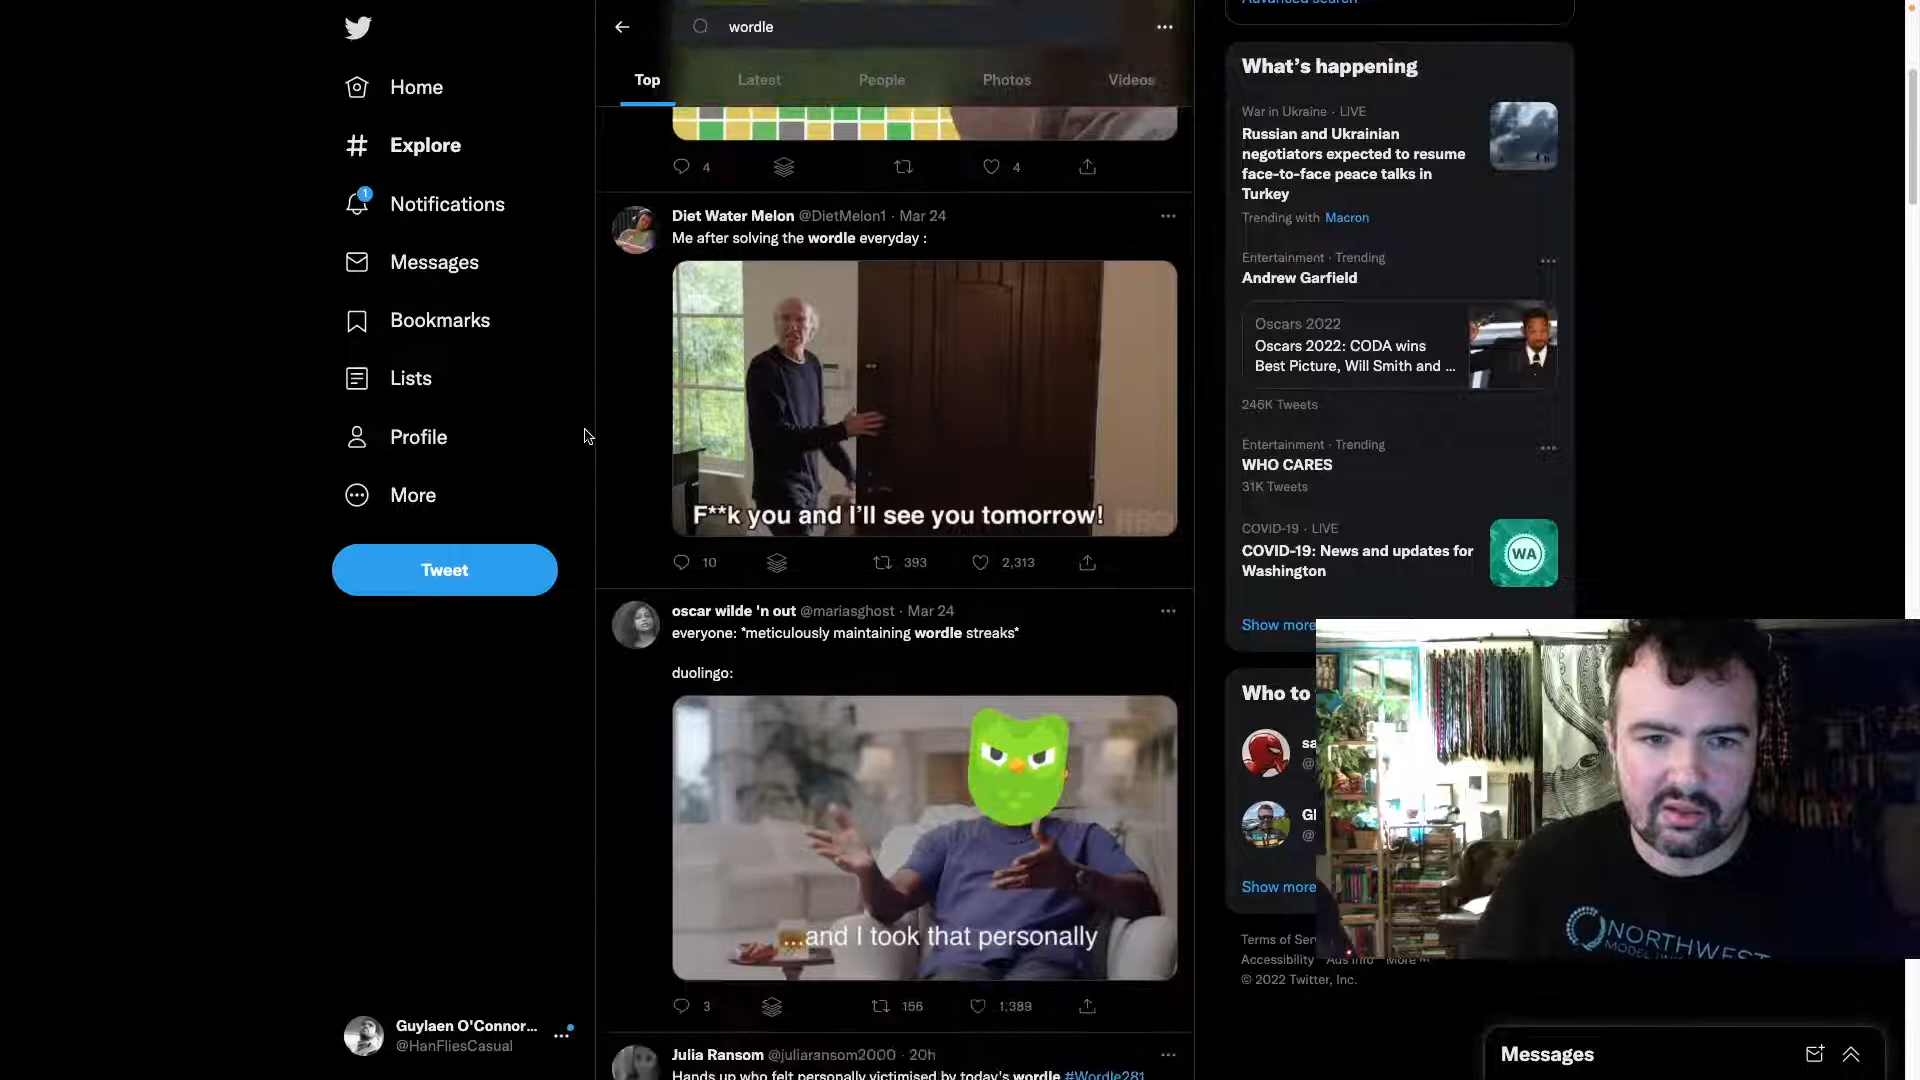 wordle
Top
Latest
People
Photos
Videos
Home
Explore
1
Notifications
Messages
Bookmarks
Lists
Profile
More
Tweet
Guylaen O'Connor...
@HanFliesCasual
4
4
Diet Water Melon @DietMelon1 · Mar 24
Me after solving the wordle everyday :
F**k you and I'll see you tomorrow!
HBO
10
393
2,313
oscar wilde 'n out @mariasghost · Mar 24
everyone: *meticulously maintaining wordle streaks*
duolingo:
...and I took that personally
3
166
1,389
Julia Ransom @juliaransom2000 · 20h
Hands up who felt personally victimised by today's wordle #Wordle281
Advanced search
What's happening
War in Ukraine · LIVE
Russian and Ukrainian
negotiators expected to resume
face-to-face peace talks in
Turkey
Trending with Macron
Entertainment · Trending
Andrew Garfield
Oscars 2022
Oscars 2022: CODA wins
Best Picture, Will Smith and ...
246K Tweets
Entertainment · Trending
WHO CARES
31K Tweets
COVID-19 · LIVE
COVID-19: News and updates for
Washington
WA
Show more
Who to
sa
@
Gl
@
Show more
Terms of Serv
Accessibility Ads info More ...
© 2022 Twitter, Inc.
NORTHWEST
Messages